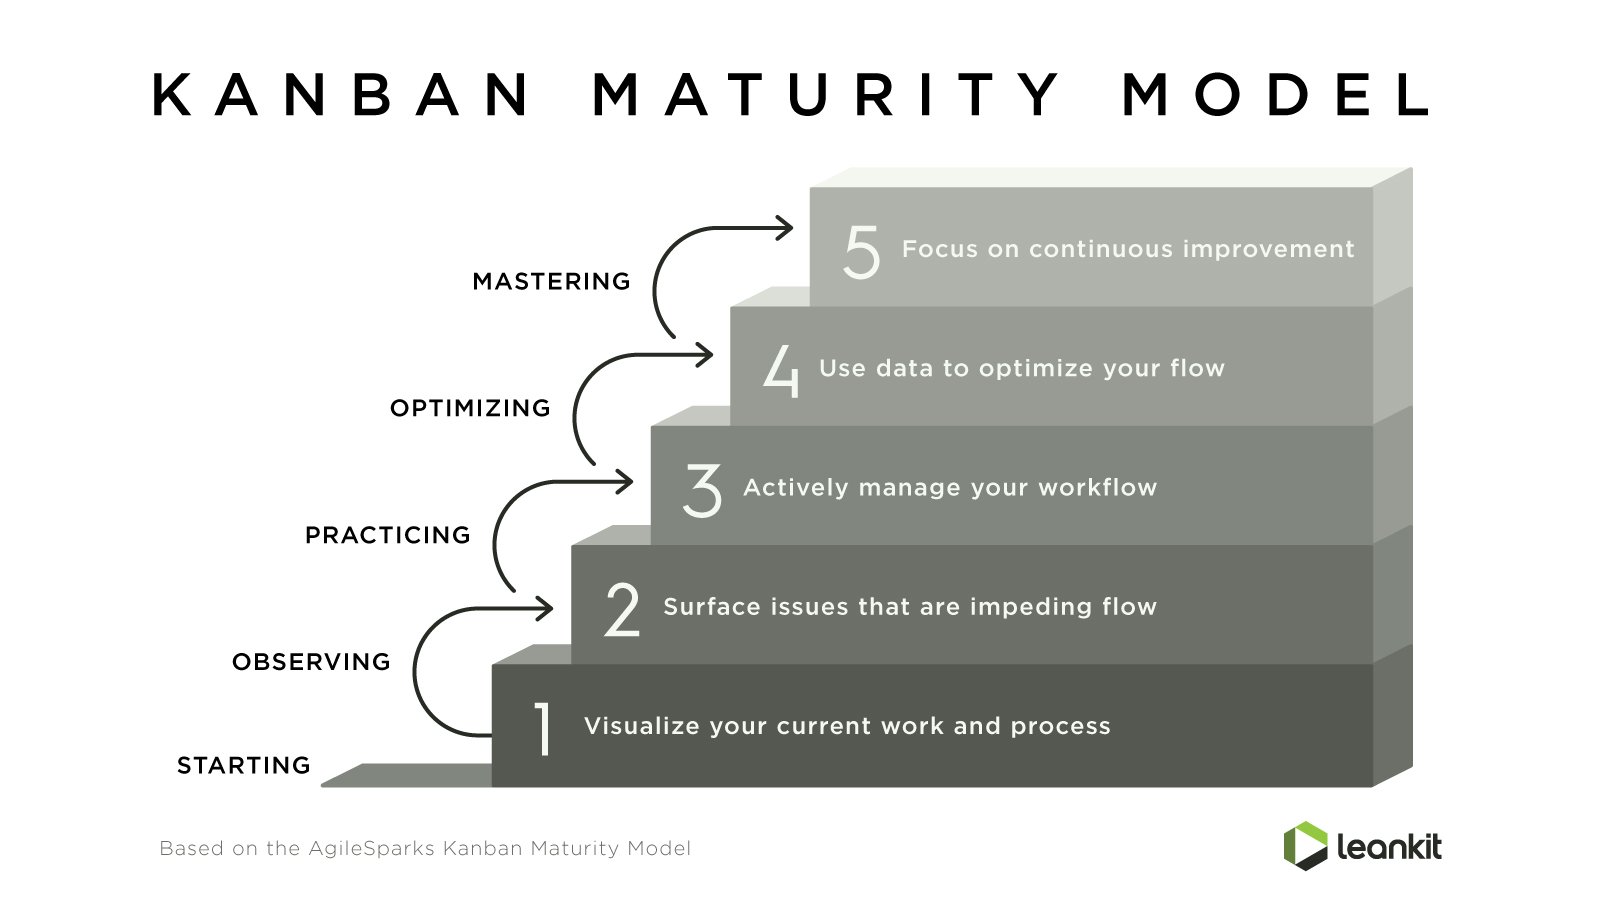 KANBAN MATURITY MODEL
5 Focus on continuous improvement
MASTERING
4 Use data to optimize your flow
OPTIMIZING
3 Actively manage your workflow
PRACTICING
2 Surface issues that are impeding flow
OBSERVING
1 Visualize your current work and process
STARTING
Based on the AgileSparks Kanban Maturity Model
leankit